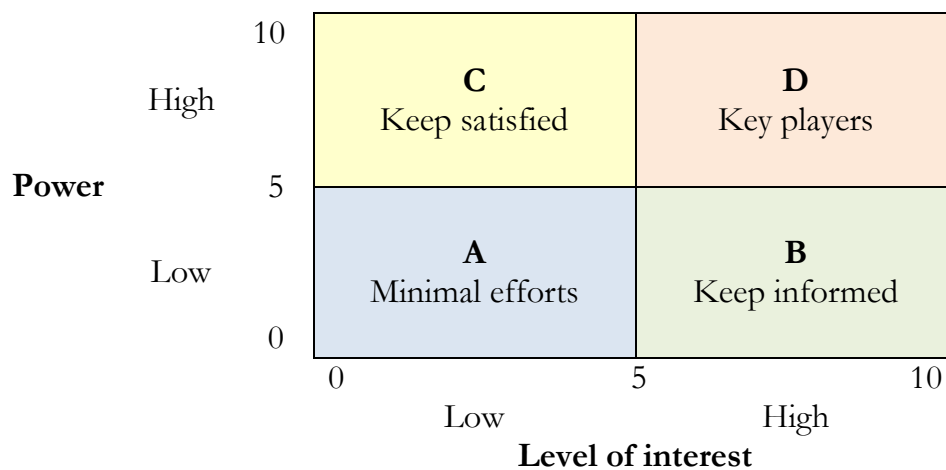 10
C
D
High
Keep satisfied
Key players
Power
5
A
B
Low
Minimal efforts
Keep informed
0
0
5
10
Low
High
Level of interest